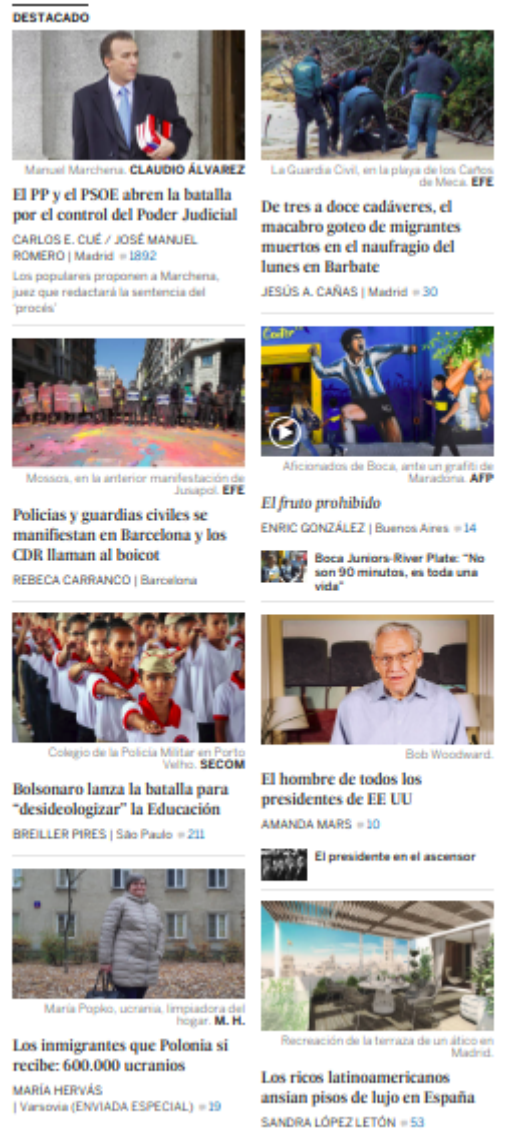 DESTACADO
Manuel Marchena. CLAUDIO ÁLVAREZ
El PP y el PSOE abren la batalla
por el control del Poder Judicial
CARLOS E. CUÉ / JOSÉ MANUEL
ROMERO | Madrid 1892
Los populares proponen a Marchena,
juez que redactará la sentencia del
'procés'
Mossos, en la anterior manifestación de
Jusapol. EFE
Policías y guardias civiles se
manifiestan en Barcelona y los
CDR llaman al boicot
REBECA CARRANCO | Barcelona
Colegio de la Policía Militar en Porto
Velho. SECOM
Bolsonaro lanza la batalla para
“desideologizar” la Educación
BREILLER PIRES | São Paulo 211
María Popko, ucrania, limpiadora del
hogar. M. H.
Los inmigrantes que Polonia sí
recibe: 600.000 ucranios
MARÍA HERVÁS
| Varsovia (ENVIADA ESPECIAL) 19
La Guardia Civil, en la playa de los Caños
de Meca. EFE
De tres a doce cadáveres, el
macabro goteo de migrantes
muertos en el naufragio del
lunes en Barbate
JESÚS A. CAÑAS | Madrid 30
Aficionados de Boca, ante un grafiti de
Maradona. AFP
El fruto prohibido
ENRIC GONZÁLEZ | Buenos Aires 14
Boca Juniors-River Plate: “No
son 90 minutos, es toda una
vida”
Bob Woodward.
El hombre de todos los
presidentes de EE UU
AMANDA MARS 10
El presidente en el ascensor
Recreación de la terraza de un ático en
Madrid.
Los ricos latinoamericanos
ansían pisos de lujo en España
SANDRA LÓPEZ LETÓN 53